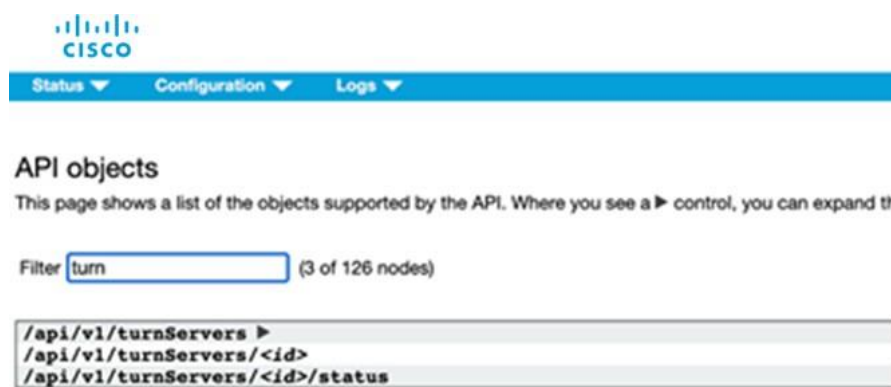 CISCO
Status Configuration Logs
API objects
This page shows a list of the objects supported by the API. Where you see a ▶ control, you can expand
Filter turn (3 of 126 nodes)
/api/v1/turnServers ▶
/api/v1/turnServers/<id>
/api/v1/turnServers/<id>/status